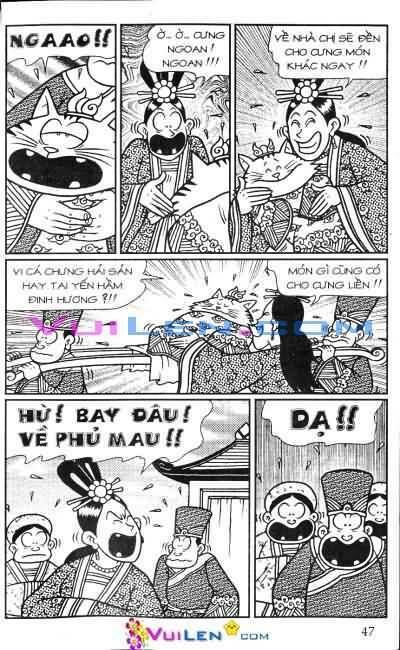 NGAAO!!
Ờ.. Ờ.. CƯNG
NGOAN!
NGOAN!!!
VỀ NHÀ CHỊ SẼ ĐỀN
CHO CƯNG MÓN
KHÁC NGAY!!
VI CÁ CHƯNG HẢI SẢN
HAY TAI YẾN HẦM
ĐINH HƯƠNG ?!!
MÓN GÌ CŨNG CÓ
CHO CƯNG LIỀN!!
VUILEN.COM
HỪ! BAY ĐÂU!
VỀ PHỦ MAU!!
DẠ!!
VUILEN.COM
47